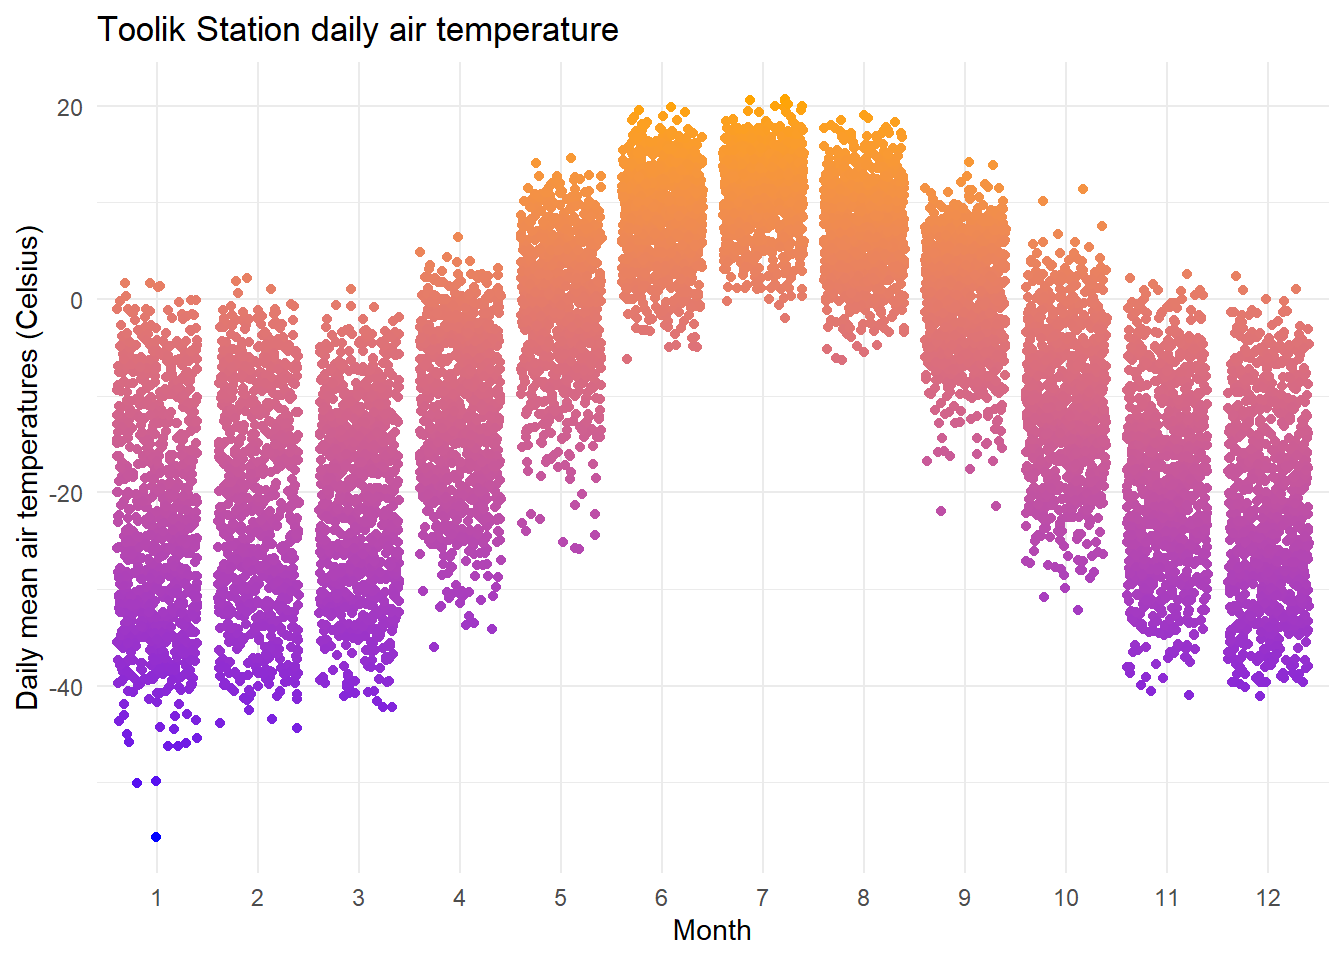 Toolik Station daily air temperature
Daily mean air temperatures (Celsius)
20
0
-20
-40
1 2 3 4 5 6 7 8 9 10 11 12
Month